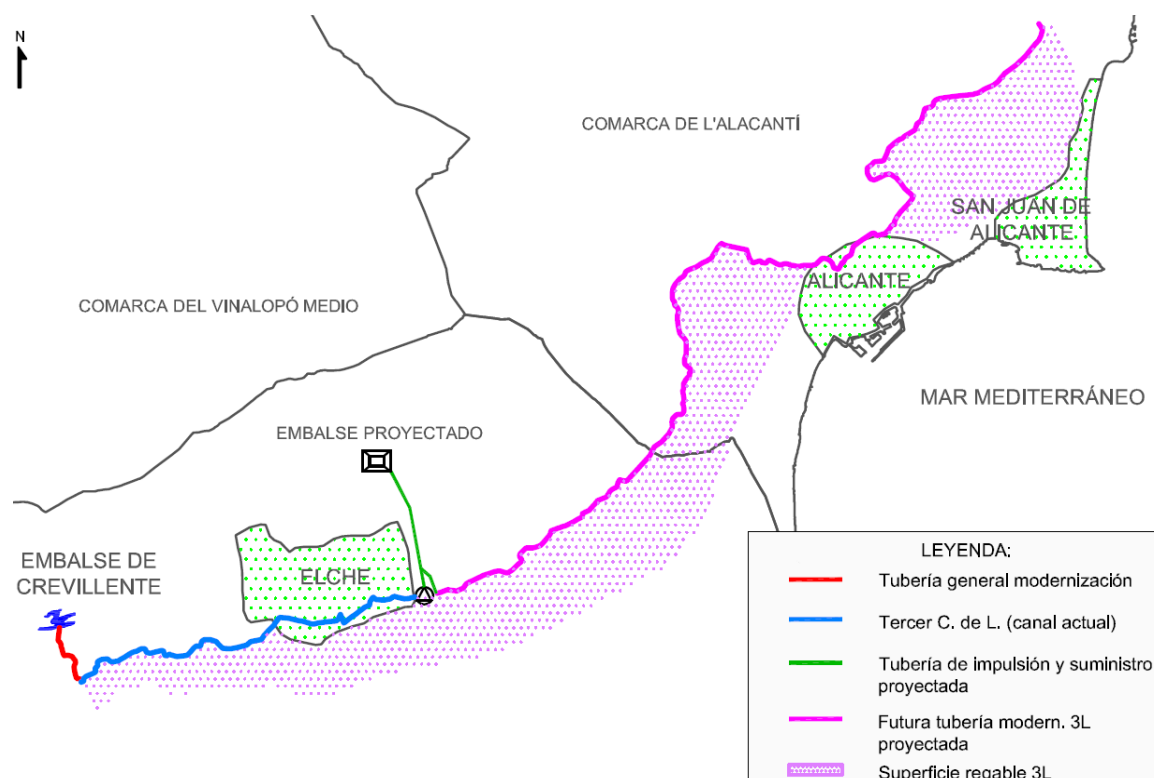 N
COMARCA DE L'ALACANTÍ
SAN JUAN DE
ALICANTE
ALICANTE
COMARCA DEL VINALOPÓ MEDIO
MAR MEDITERRÁNEO
EMBALSE PROYECTADO
EMBALSE DE
CREVILLENTE
ELCHE
LEYENDA:
Tubería general modernización
Tercer C. de L. (canal actual)
Tubería de impulsión y suministro
proyectada
Futura tubería modern. 3L
proyectada
Superficie regable 3L